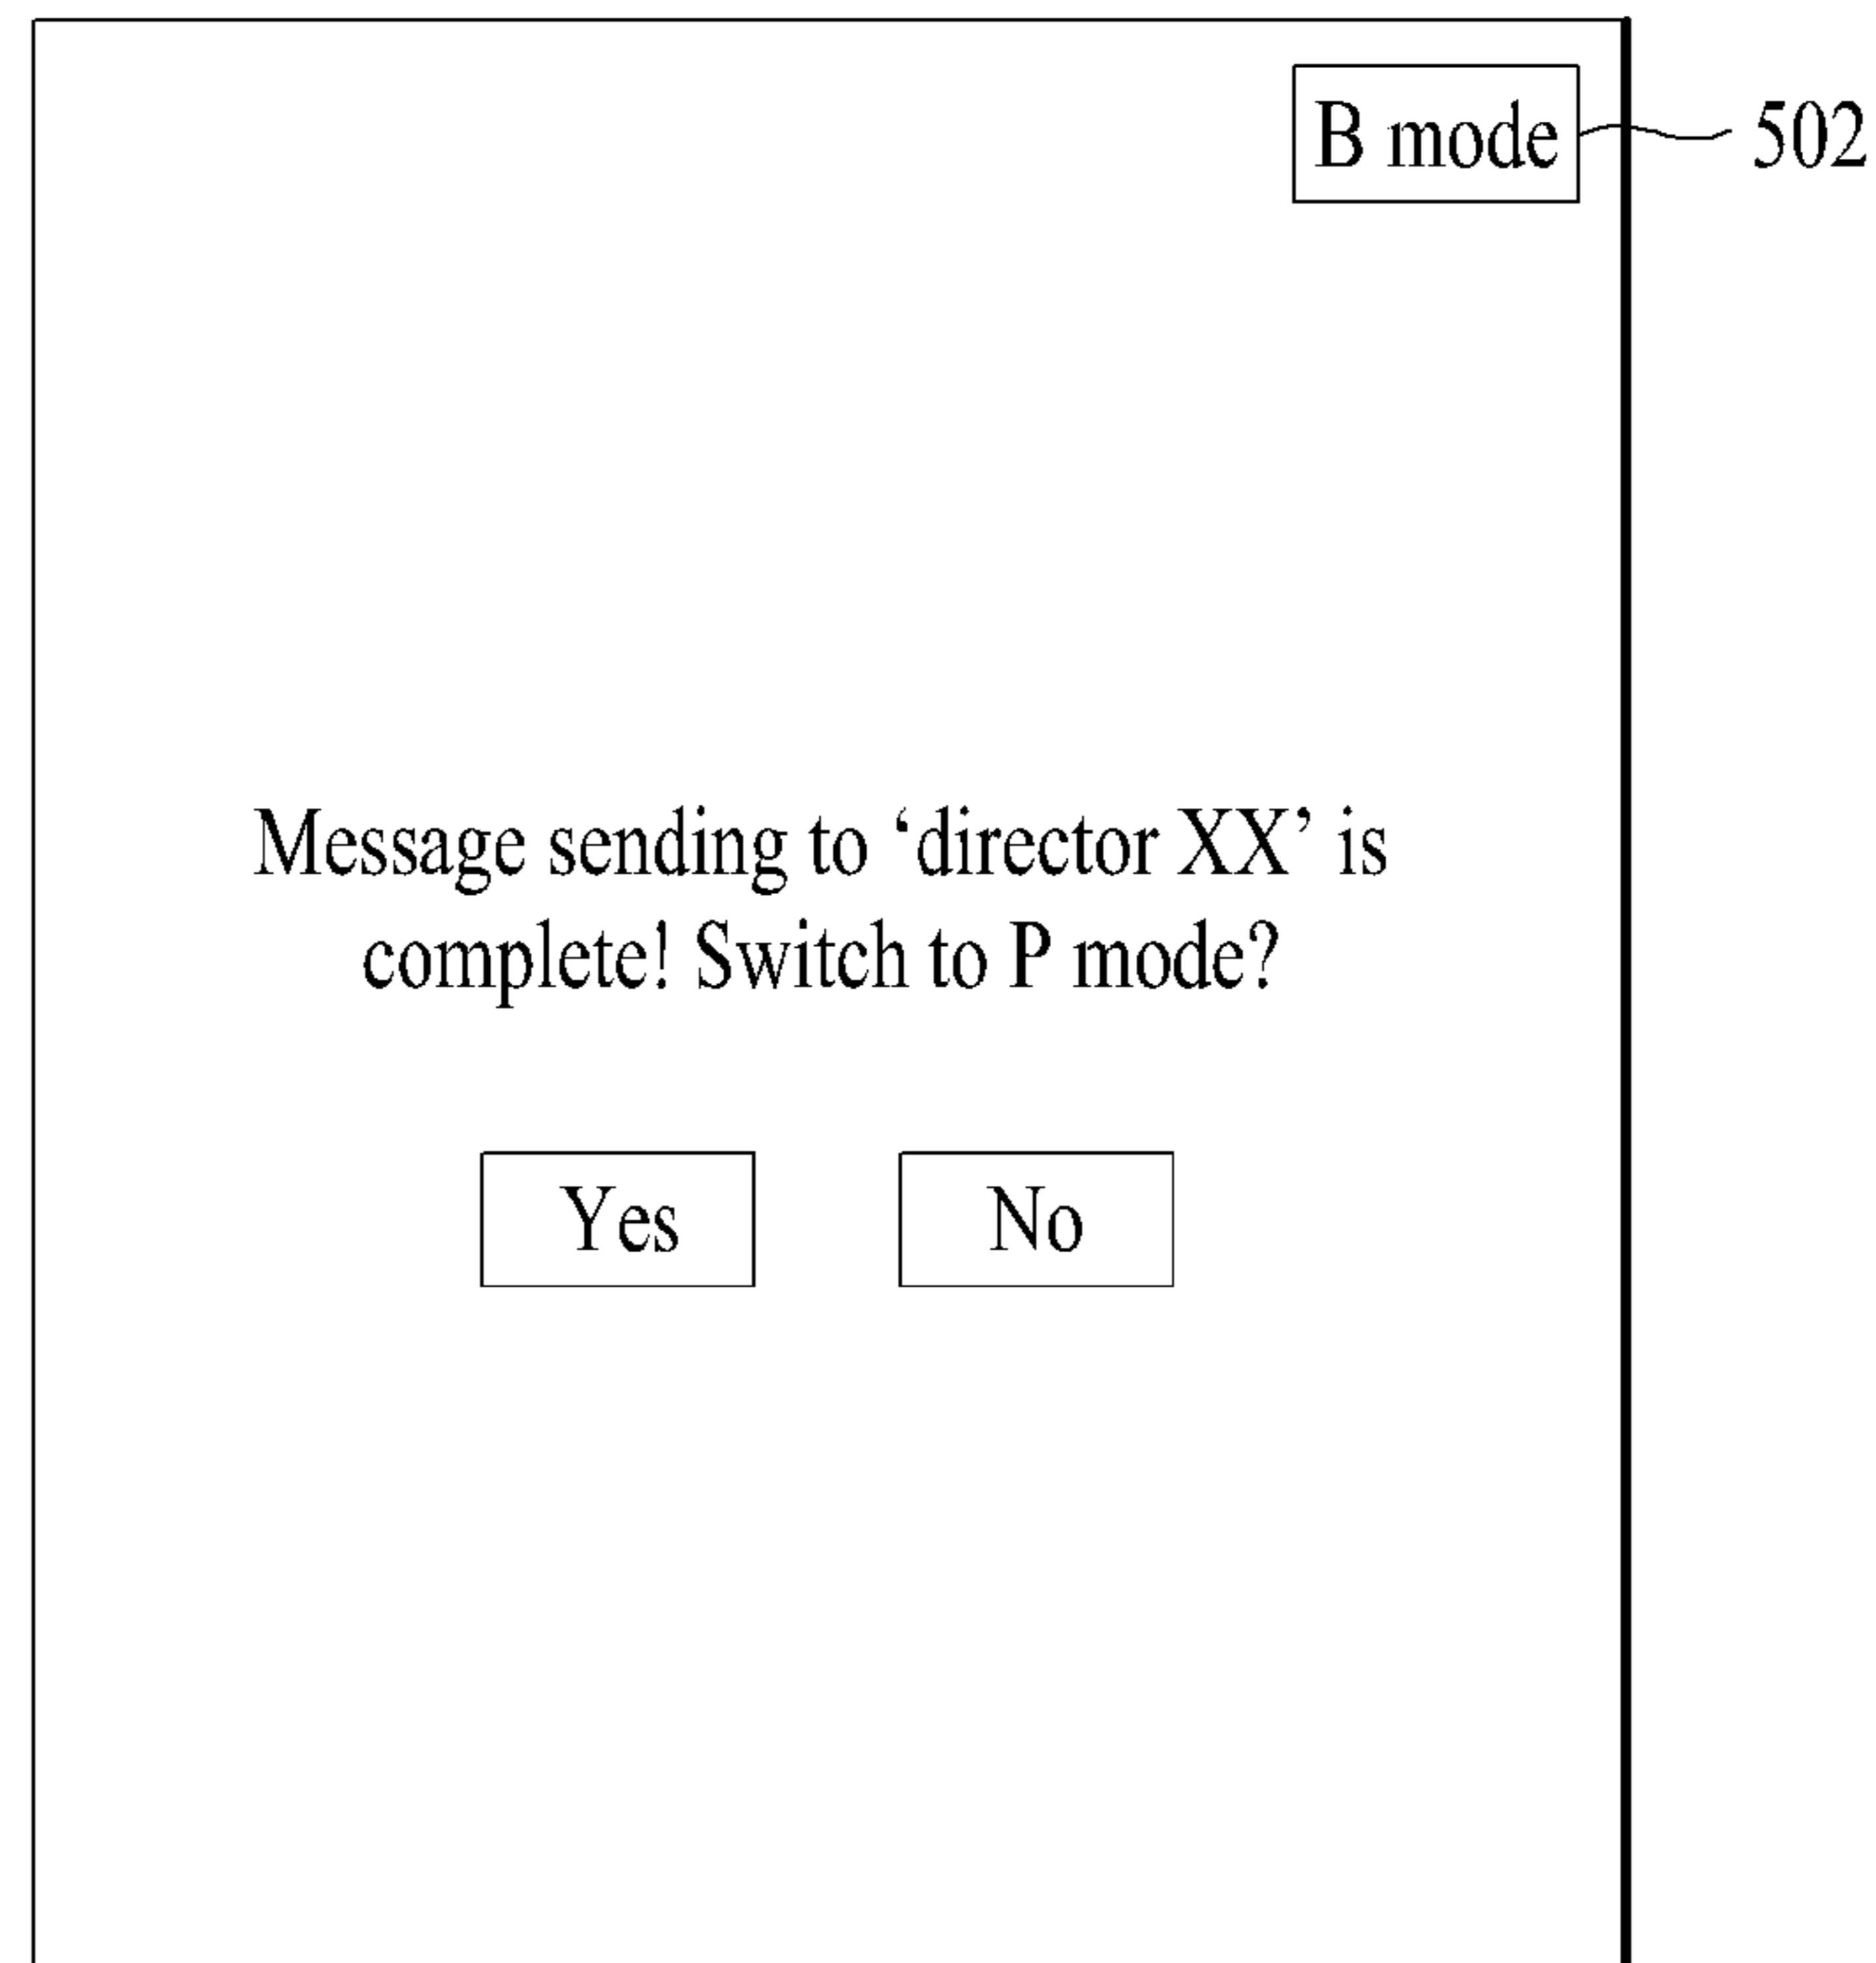 B mode 502
Message sending to ‘director XX’ is
complete! Switch to P mode?
Yes No